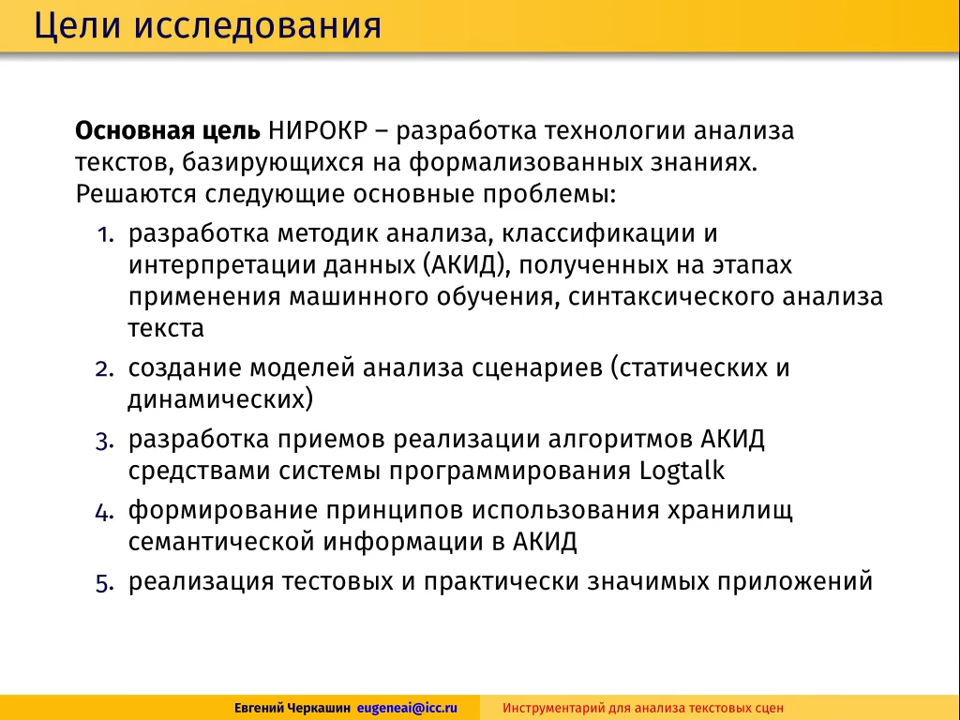 Цели исследования
Основная цель НИРОКР – разработка технологии анализа
текстов, базирующихся на формализованных знаниях.
Решаются следующие основные проблемы:
1. разработка методик анализа, классификации и
интерпретации данных (АКИД), полученных на этапах
применения машинного обучения, синтаксического анализа
текста
2. создание моделей анализа сценариев (статических и
динамических)
3. разработка приемов реализации алгоритмов АКИД
средствами системы программирования Logtalk
4. формирование принципов использования хранилищ
семантической информации в АКИД
5. реализация тестовых и практически значимых приложений
Евгений Черкашин eugeneai@icc.ru Инструментарий для анализа текстовых сцен